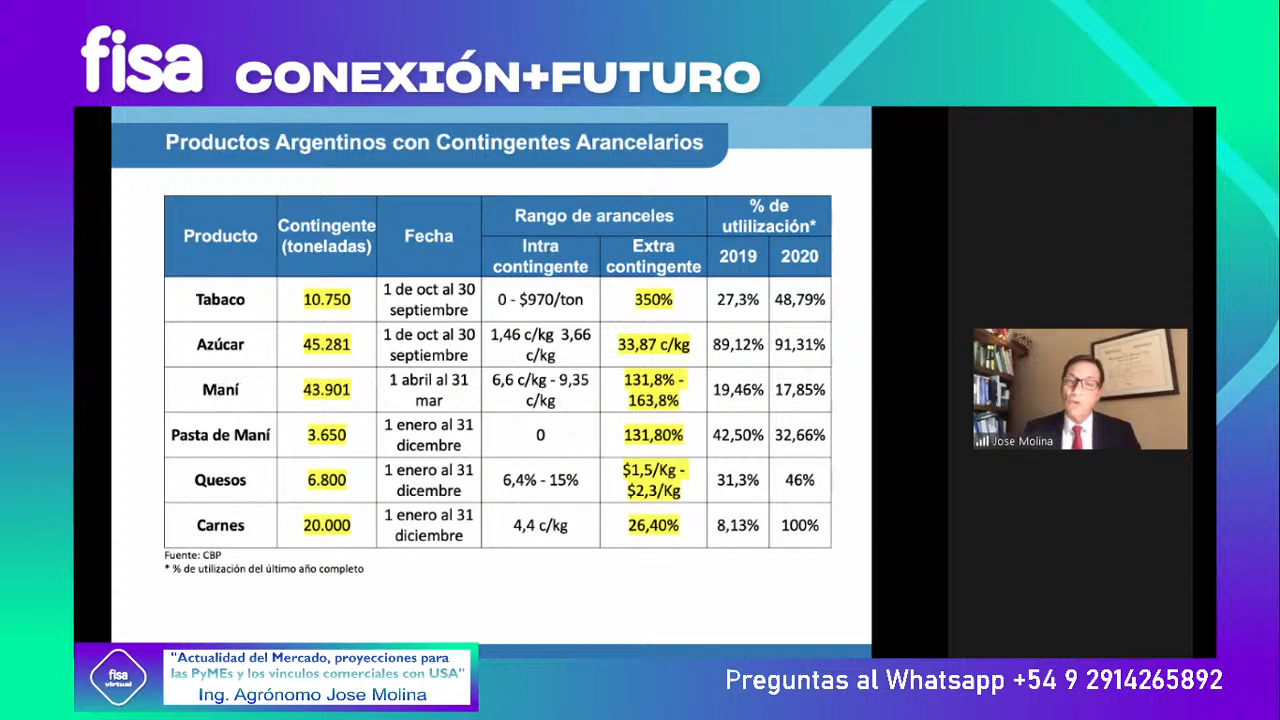 fisa CONEXIÓN+FUTURO
Productos Argentinos con Contingentes Arancelarios
Producto
Contingente
(toneladas)
Fecha
Rango de aranceles
% de
utlilización*
Intra
contingente
Extra
contingente
2019
2020
Tabaco
10.750
1 de oct al 30
septiembre
0 - $970/ton
350%
27,3%
48,79%
Azúcar
45.281
1 de oct al 30
septiembre
1,46 c/kg 3,66
c/kg
33,87 c/kg
89,12%
91,31%
Maní
43.901
1 abril al 31
mar
6,6 c/kg - 9,35
c/kg
131,8% -
163,8%
19,46%
17,85%
Pasta de Maní
3.650
1 enero al 31
dicembre
0
131,80%
42,50%
32,66%
Quesos
6.800
1 enero al 31
dicembre
6,4% - 15%
$1,5/Kg -
$2,3/Kg
31,3%
46%
Carnes
20.000
1 enero al 31
diciembre
4,4 c/kg
26,40%
8,13%
100%
Fuente: CBP
* % de utilización del último año completo
Jose Molina
fisa
virtual
"Actualidad del Mercado, proyecciones para
las PyMEs y los vinculos comerciales con USA"
Ing. Agrónomo Jose Molina
Preguntas al Whatsapp +54 9 2914265892